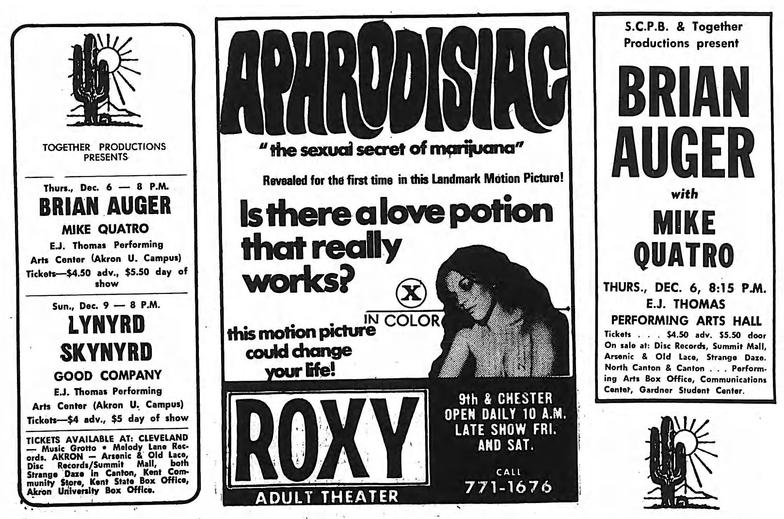 TOGETHER PRODUCTIONS
PRESENTS
Thurs., Dec. 6 — 8 P.M.
BRIAN AUGER
MIKE QUATRO
E.J. Thomas Performing
Arts Center (Akron U. Campus)
Tickets—$4.50 adv., $5.50 day of
show
Sun., Dec. 9 — 8 P.M.
LYNYRD
SKYNYRD
GOOD COMPANY
E.J. Thomas Performing
Arts Center (Akron U. Campus)
Tickets—$4 adv., $5 day of show
TICKETS AVAILABLE AT: CLEVELAND
— Music Grotto • Melody Lane Rec-
ords. AKRON — Arsenic & Old Lace,
Disc Records/Summit Mall, both
Strange Daze in Canton, Kent Com-
munity Store, Kent State Box Office,
Akron University Box Office.
APHRODISIAC
"the sexual secret of marijuana"
Revealed for the first time in this Landmark Motion Picture!
Is there a love potion
that really
works?
X
IN COLOR
this motion picture
could change
your life!
ROXY
ADULT THEATER
9th & CHESTER
OPEN DAILY 10 A.M.
LATE SHOW FRI.
AND SAT.
CALL
771-1676
S.C.P.B. & Together
Productions present
BRIAN
AUGER
with
MIKE
QUATRO
THURS., DEC. 6, 8:15 P.M.
E.J. THOMAS
PERFORMING ARTS HALL
Tickets . . . $4.50 adv. $5.50 door
On sale at: Disc Records, Summit Mall,
Arsenic & Old Lace, Strange Daze.
North Canton & Canton . . . Perform-
ing Arts Box Office, Communications
Center, Gardner Student Center.